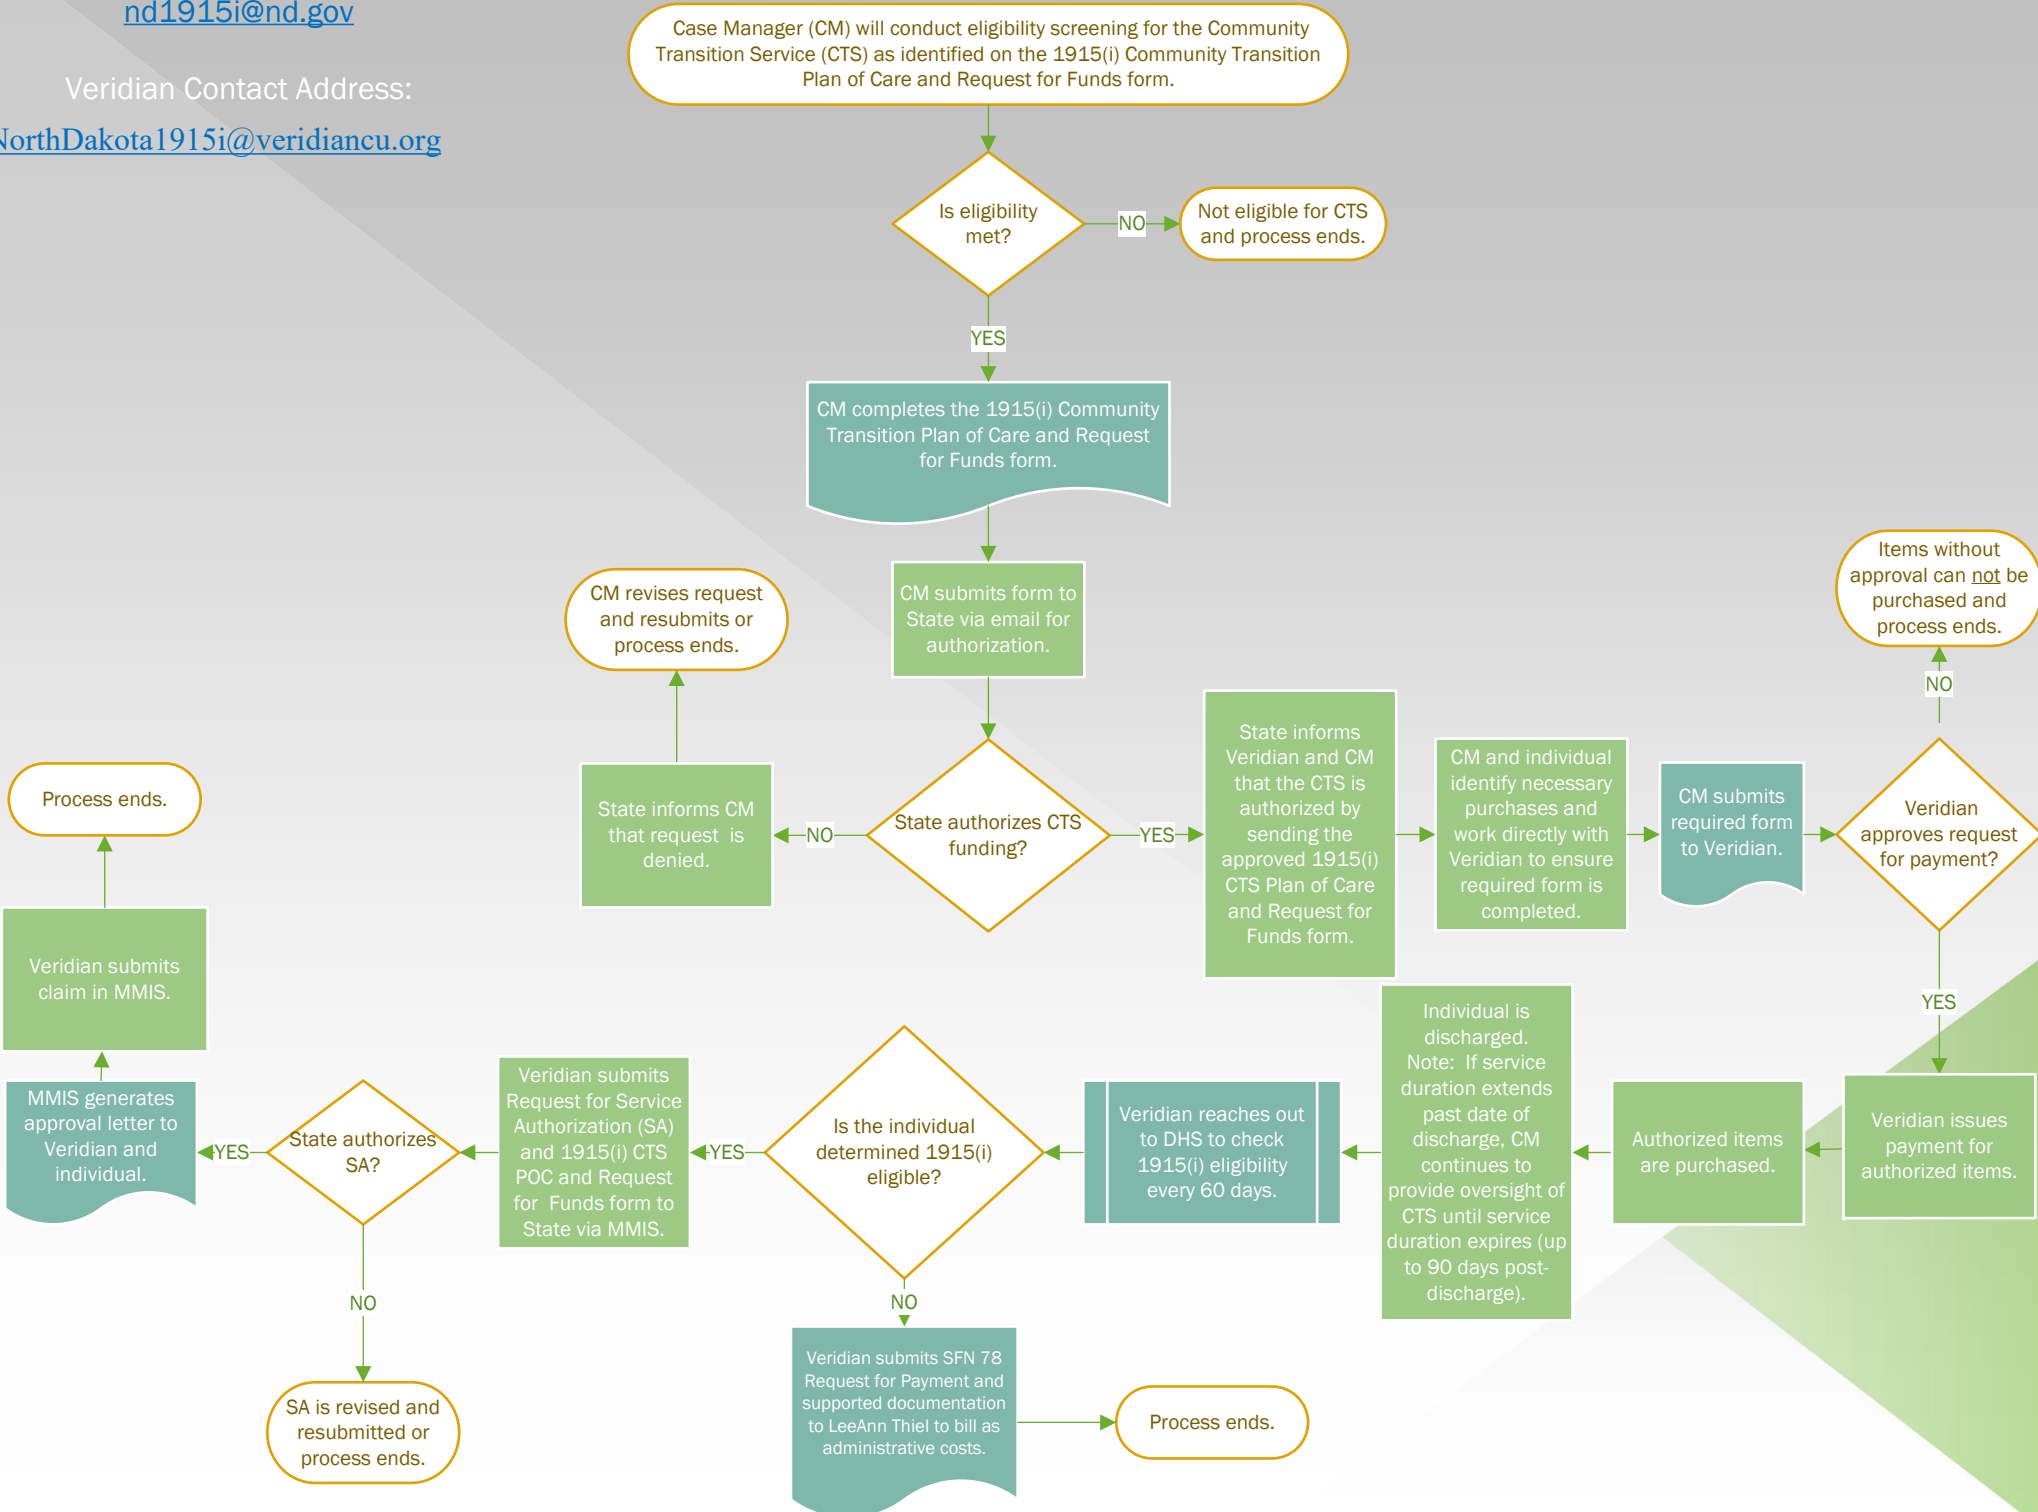 nd1915i@nd.gov
Veridian Contact Address:
NorthDakota1915i@veridiancu.org
Case Manager (CM) will conduct eligibility screening for the Community
Transition Service (CTS) as identified on the 1915(i) Community Transition
Plan of Care and Request for Funds form.
Is eligibility
met?
NO
Not eligible for CTS
and process ends.
YES
CM completes the 1915(i) Community
Transition Plan of Care and Request
for Funds form.
CM submits form to
State via email for
authorization.
State authorizes CTS
funding?
NO
State informs CM
that request is
denied.
CM revises request
and resubmits or
process ends.
YES
State informs
Veridian and CM
that the CTS is
authorized by
sending the
approved 1915(i)
CTS Plan of Care
and Request for
Funds form.
CM and individual
identify necessary
purchases and
work directly with
Veridian to ensure
required form is
completed.
CM submits
required form
to Veridian.
Veridian
approves request
for payment?
NO
Items without
approval can not be
purchased and
process ends.
YES
Veridian issues
payment for
authorized items.
Authorized items
are purchased.
Individual is
discharged.
Note: If service
duration extends
past date of
discharge, CM
continues to
provide oversight of
CTS until service
duration expires (up
to 90 days post-
discharge).
Veridian reaches out
to DHS to check
1915(i) eligibility
every 60 days.
Is the individual
determined 1915(i)
eligible?
NO
Veridian submits SFN 78
Request for Payment and
supported documentation
to LeeAnn Thiel to bill as
administrative costs.
Process ends.
YES
Veridian submits
Request for Service
Authorization (SA)
and 1915(i) CTS
POC and Request
for Funds form to
State via MMIS.
State authorizes
SA?
NO
SA is revised and
resubmitted or
process ends.
YES
MMIS generates
approval letter to
Veridian and
individual.
Veridian submits
claim in MMIS.
Process ends.